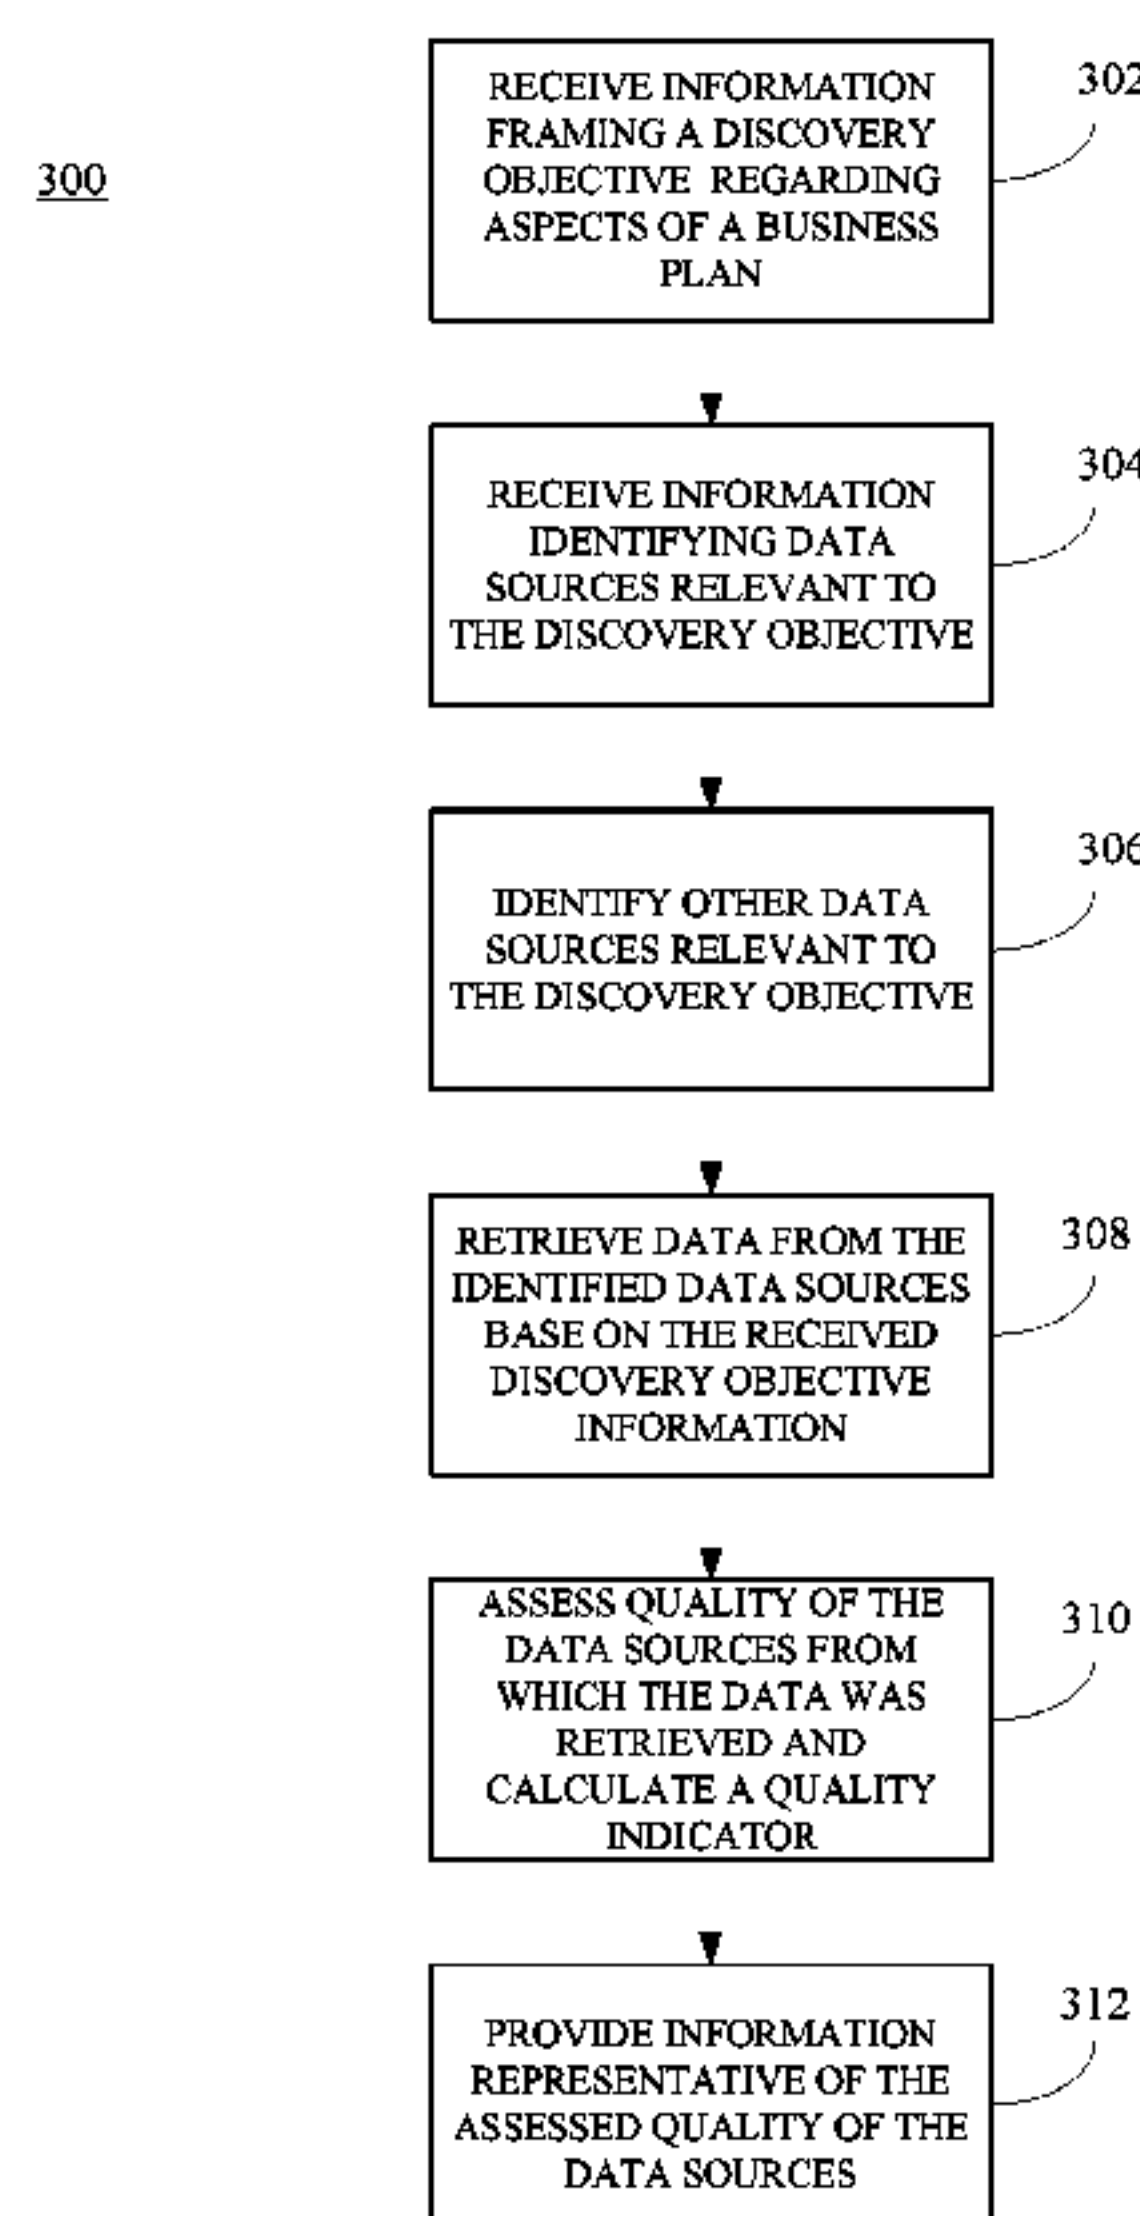 300
RECEIVE INFORMATION
FRAMING A DISCOVERY
OBJECTIVE REGARDING
ASPECTS OF A BUSINESS
PLAN
302
RECEIVE INFORMATION
IDENTIFYING DATA
SOURCES RELEVANT TO
THE DISCOVERY OBJECTIVE
304
IDENTIFY OTHER DATA
SOURCES RELEVANT TO
THE DISCOVERY OBJECTIVE
306
RETRIEVE DATA FROM THE
IDENTIFIED DATA SOURCES
BASE ON THE RECEIVED
DISCOVERY OBJECTIVE
INFORMATION
308
ASSESS QUALITY OF THE
DATA SOURCES FROM
WHICH THE DATA WAS
RETRIEVED AND
CALCULATE A QUALITY
INDICATOR
310
PROVIDE INFORMATION
REPRESENTATIVE OF THE
ASSESSED QUALITY OF THE
DATA SOURCES
312